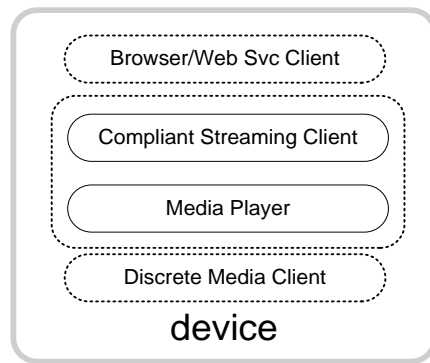 Browser/Web Svc Client
Compliant Streaming Client
Media Player
Discrete Media Client
device